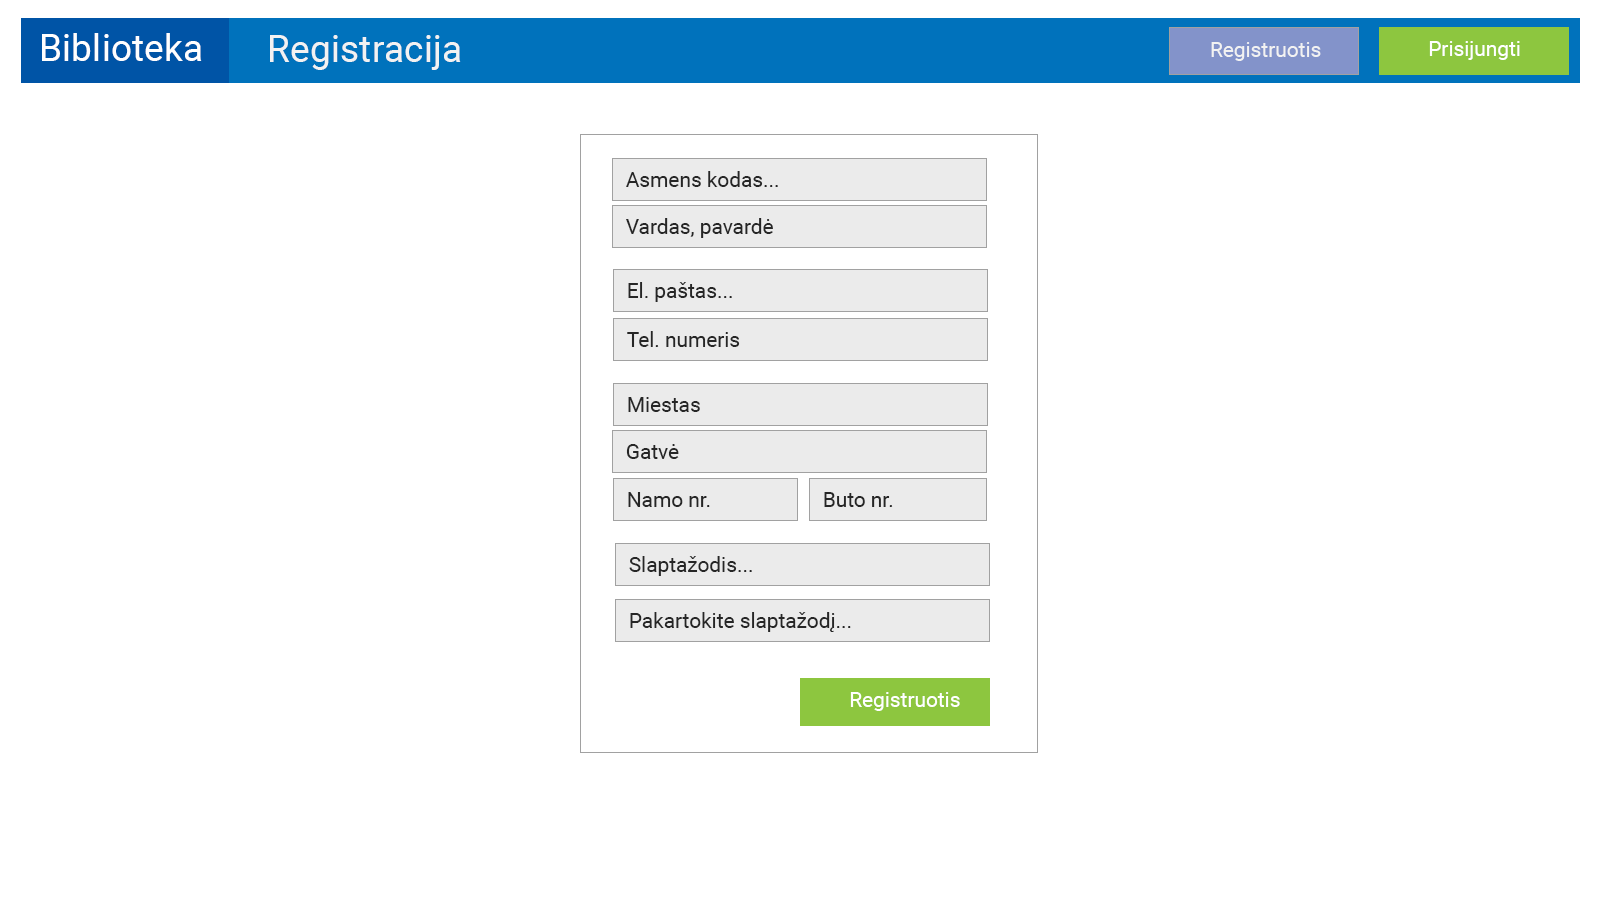 Biblioteka
Registracija
Registruotis
Prisijungti
Asmens kodas...
Vardas, pavardė
El. paštas...
Tel. numeris
Miestas
Gatvė
Namo nr.
Buto nr.
Slaptažodis...
Pakartokite slaptažodį...
Registruotis